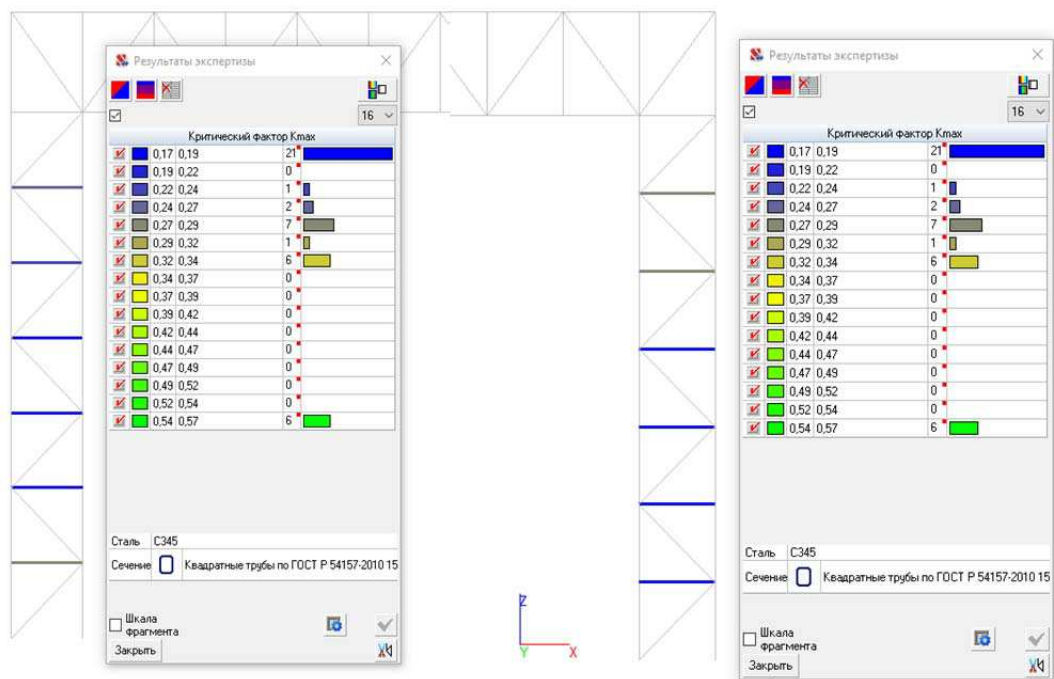 Результаты экспертизы
16
Критический фактор Kmax
0,17 0,19 21
0,19 0,22 0
0,22 0,24 1
0,24 0,27 2
0,27 0,29 7
0,29 0,32 1
0,32 0,34 6
0,34 0,37 0
0,37 0,39 0
0,39 0,42 0
0,42 0,44 0
0,44 0,47 0
0,47 0,49 0
0,49 0,52 0
0,52 0,54 0
0,54 0,57 6
Сталь C345
Сечение Квадратные трубы по ГОСТ Р 54157-2010 15
Шкала
фрагмента
Закрыть
Z
Y X
Результаты экспертизы
16
Критический фактор Kmax
0,17 0,19 21
0,19 0,22 0
0,22 0,24 1
0,24 0,27 2
0,27 0,29 7
0,29 0,32 1
0,32 0,34 6
0,34 0,37 0
0,37 0,39 0
0,39 0,42 0
0,42 0,44 0
0,44 0,47 0
0,47 0,49 0
0,49 0,52 0
0,52 0,54 0
0,54 0,57 6
Сталь C345
Сечение Квадратные трубы по ГОСТ Р 54157-2010 15
Шкала
фрагмента
Закрыть